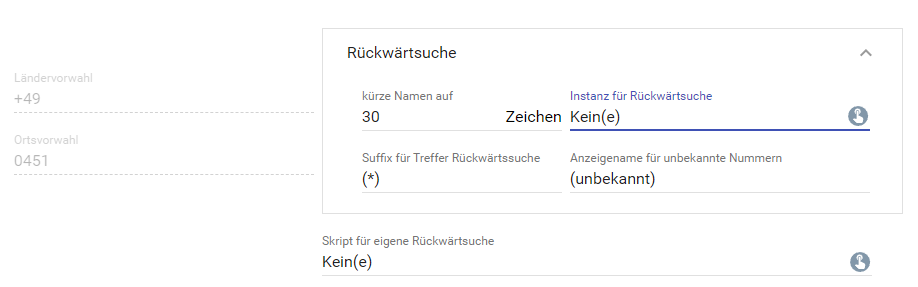 Ländervorwahl
+49
Ortsvorwahl
0451
Rückwärtsuche
kürze Namen auf
30 Zeichen
Instanz für Rückwärtsuche
Kein(e)
Suffix für Treffer Rückwärtssuche
(*)
Anzeigename für unbekannte Nummern
(unbekannt)
Skript für eigene Rückwärtsuche
Kein(e)